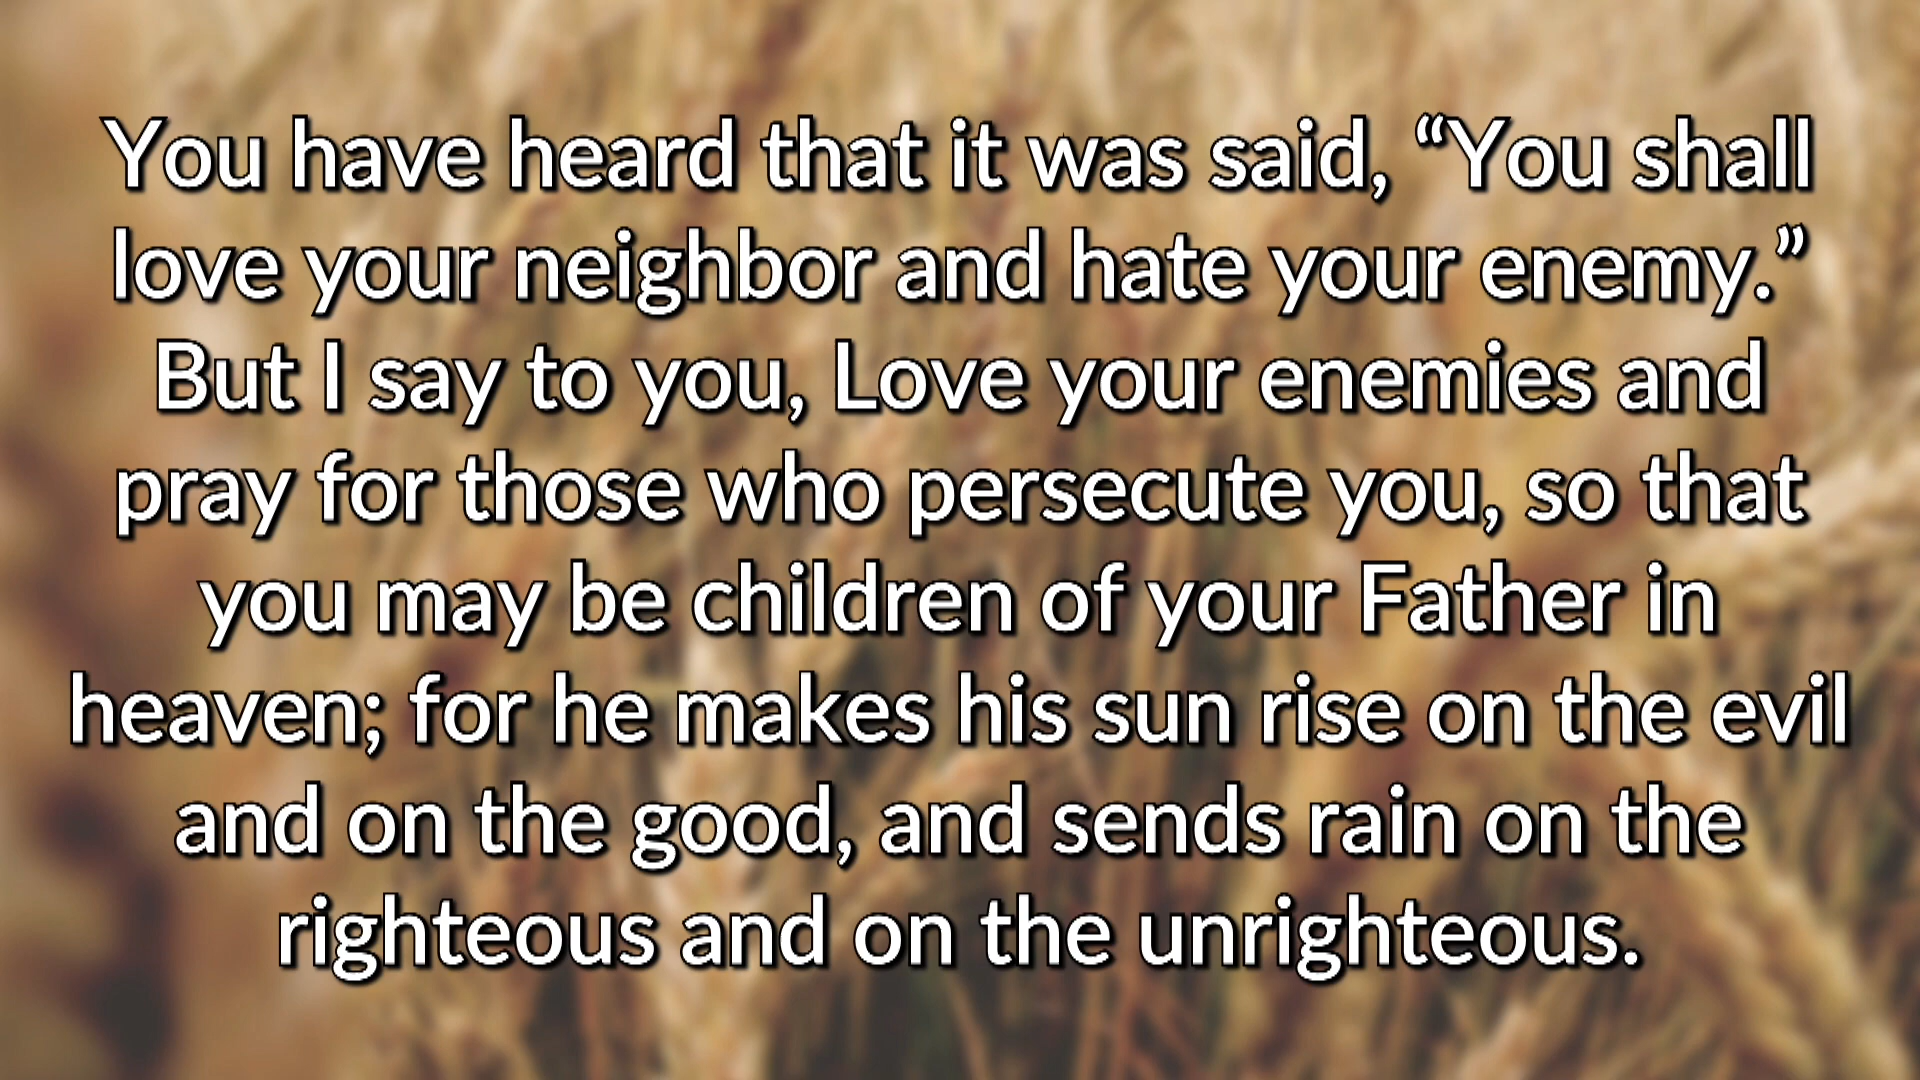 You have heard that it was said, “You shall
love your neighbor and hate your enemy.”
But I say to you, Love your enemies and
pray for those who persecute you, so that
you may be children of your Father in
heaven; for he makes his sun rise on the evil
and on the good, and sends rain on the
righteous and on the unrighteous.